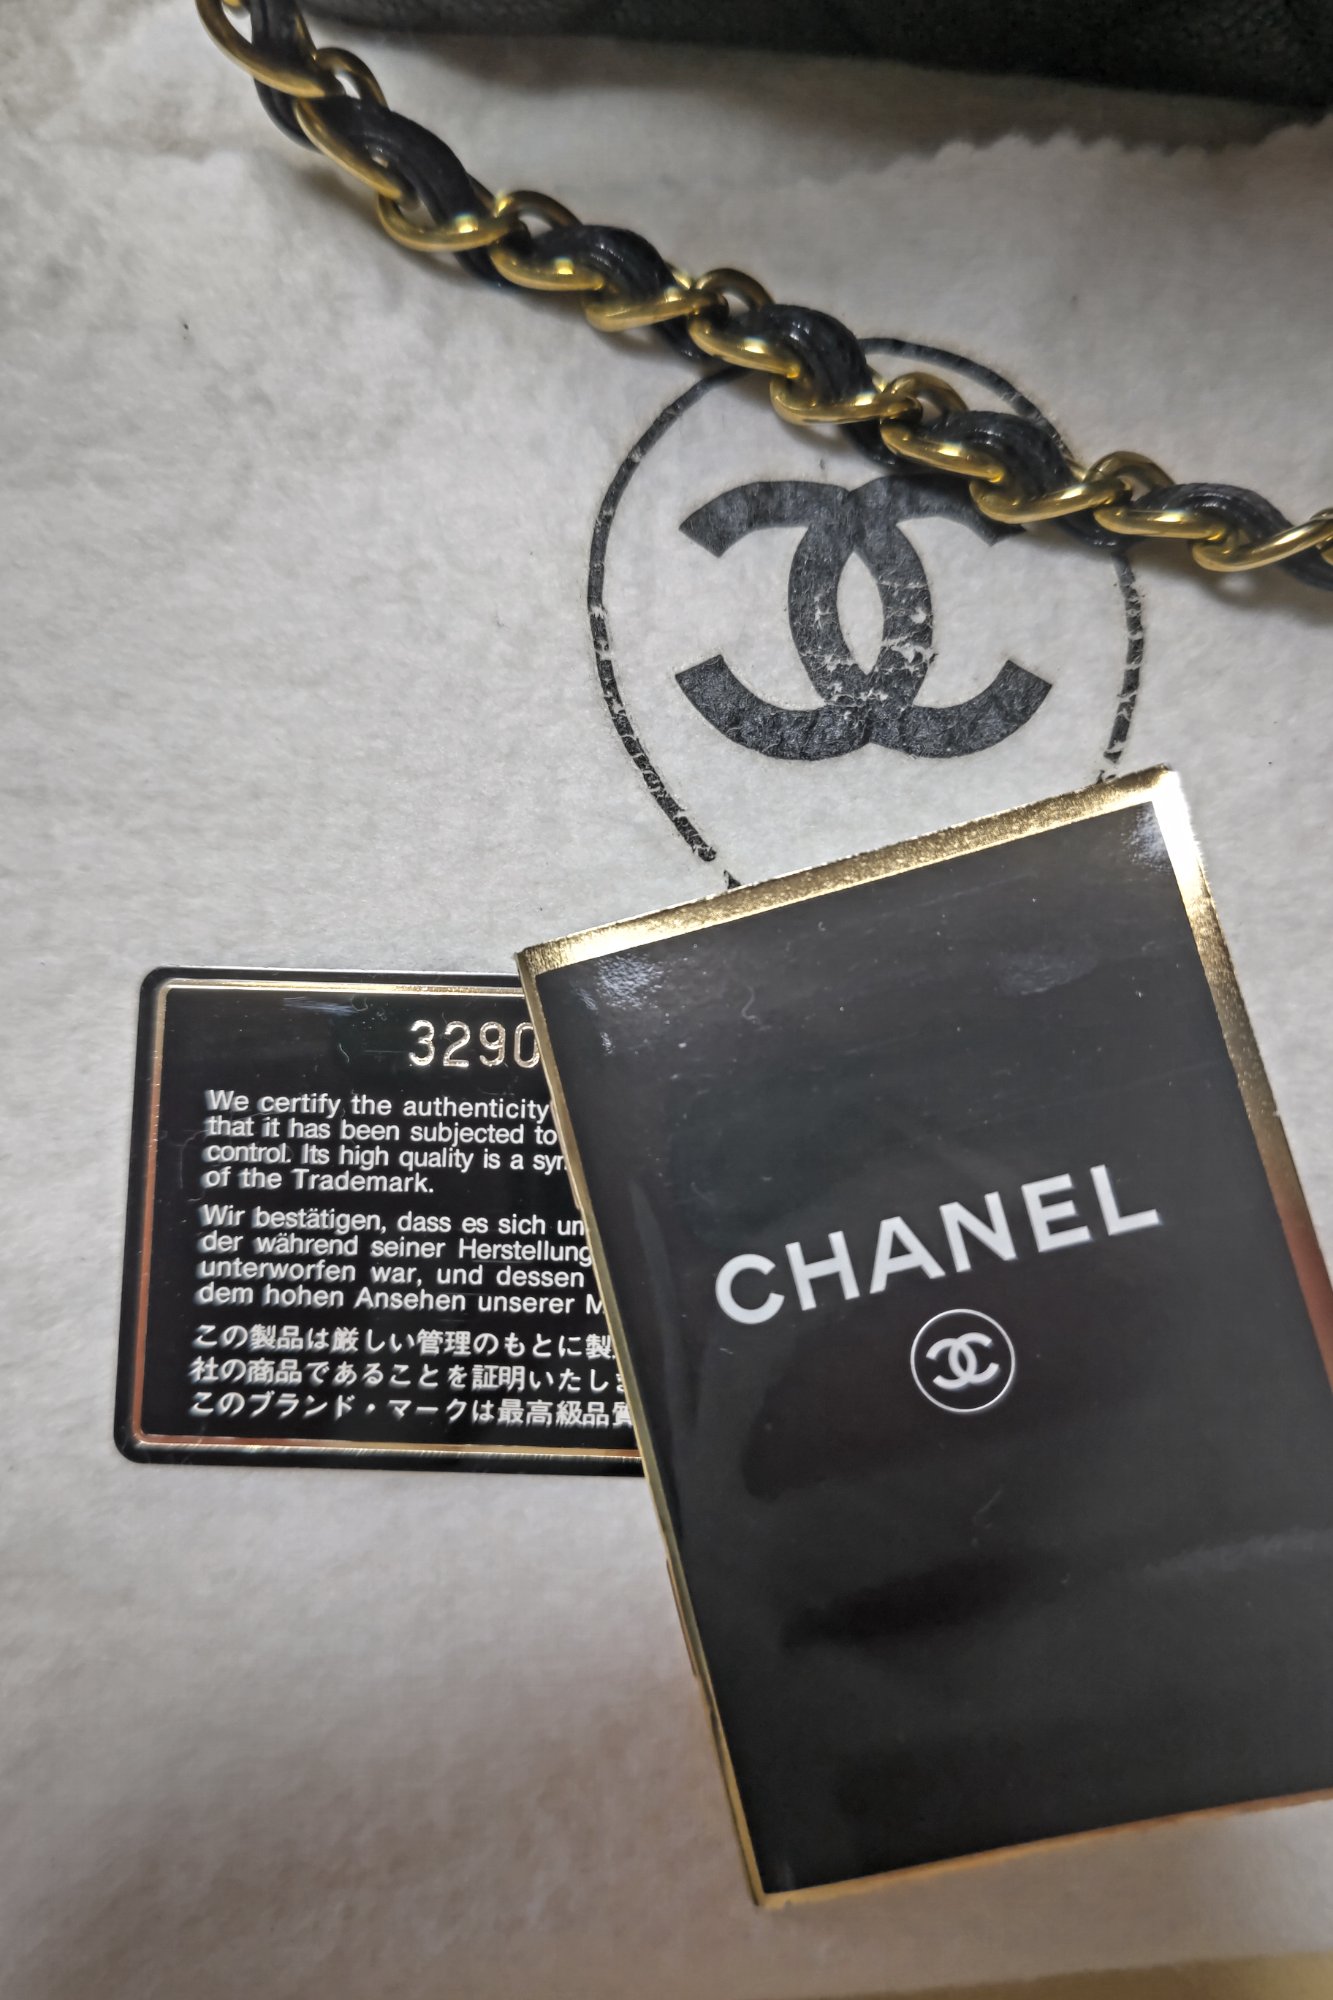 3290
We certify the authenticity
that it has been subjected to
control. Its high quality is a
of the Trademark.
Wir bestätigen, dass es sich
der während seiner Herstellung
unterworfen war, und dessen
dem hohen Ansehen unserer
この製品は厳しい管理のもとに製
社の商品であることを証明いたし
このブランド・マークは最高級品質
CHANEL